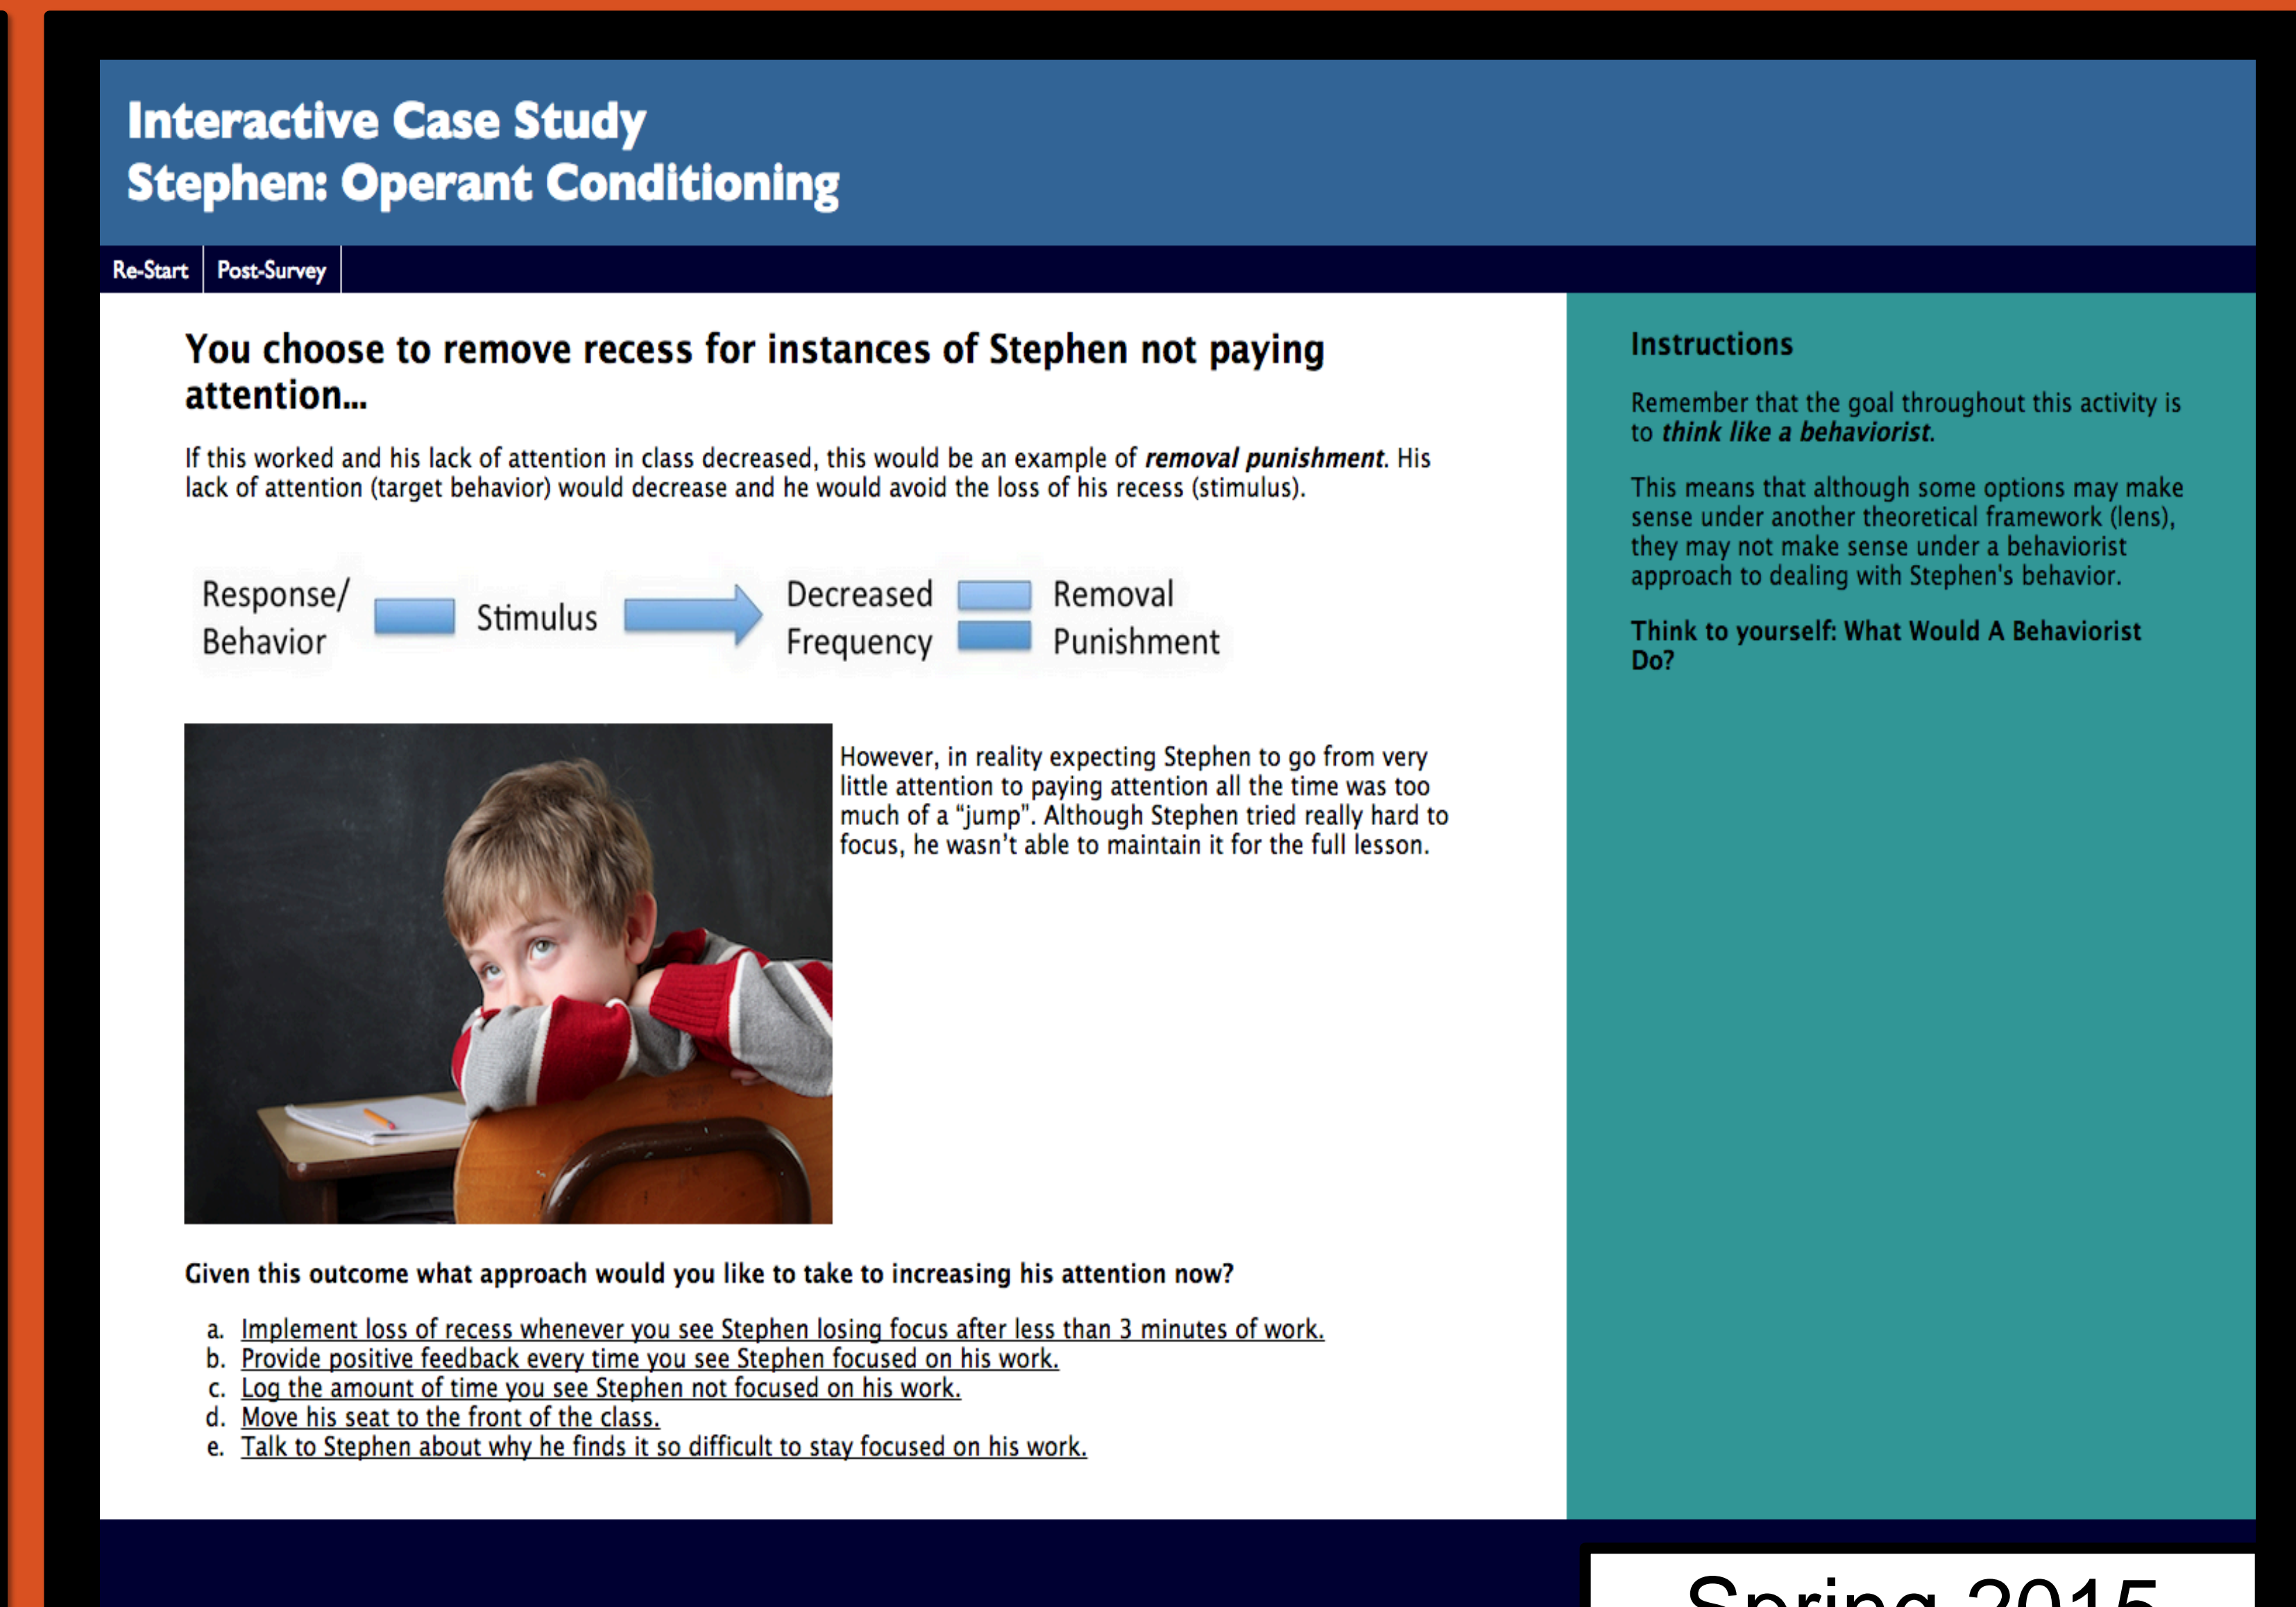 Interactive Case Study
Stephen: Operant Conditioning
Re-Start
Post-Survey
You choose to remove recess for instances of Stephen not paying
attention...
If this worked and his lack of attention in class decreased, this would be an example of removal punishment. His
lack of attention (target behavior) would decrease and he would avoid the loss of his recess (stimulus).
Response/
Behavior
Stimulus
Decreased
Frequency
Removal
Punishment
However, in reality expecting Stephen to go from very
little attention to paying attention all the time was too
much of a “jump”. Although Stephen tried really hard to
focus, he wasn’t able to maintain it for the full lesson.
Given this outcome what approach would you like to take to increasing his attention now?
a. Implement loss of recess whenever you see Stephen losing focus after less than 3 minutes of work.
b. Provide positive feedback every time you see Stephen focused on his work.
c. Log the amount of time you see Stephen not focused on his work.
d. Move his seat to the front of the class.
e. Talk to Stephen about why he finds it so difficult to stay focused on his work.
Instructions
Remember that the goal throughout this activity is
to think like a behaviorist.
This means that although some options may make
sense under another theoretical framework (lens),
they may not make sense under a behaviorist
approach to dealing with Stephen's behavior.
Think to yourself: What Would A Behaviorist
Do?
Spring 2015